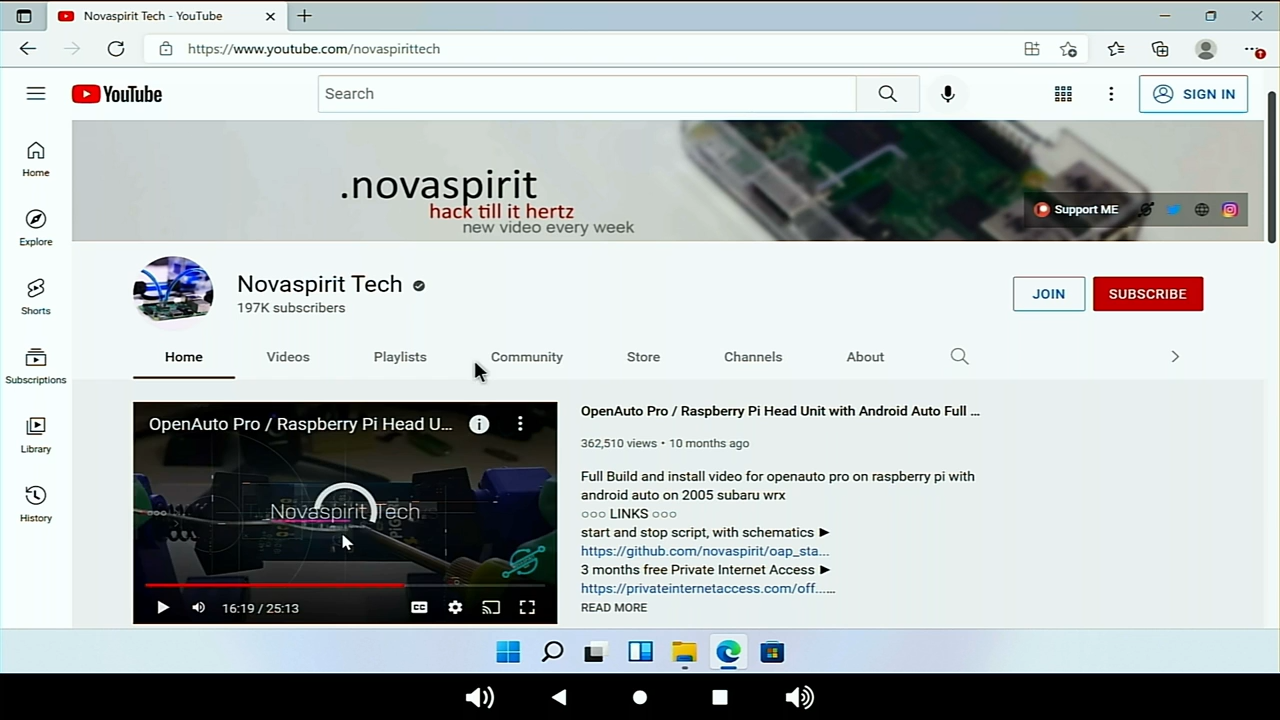 Novaspirit Tech - YouTube
https://www.youtube.com/novaspirittech
YouTube
Search
SIGN IN
Home
Explore
Shorts
Subscriptions
Library
History
.novaspirit
hack till it hertz
new video every week
Support ME
Novaspirit Tech
197K subscribers
JOIN
SUBSCRIBE
Home
Videos
Playlists
Community
Store
Channels
About
OpenAuto Pro / Raspberry Pi Head U...
Novaspirit Tech
16:19 / 25:13
CC
OpenAuto Pro / Raspberry Pi Head Unit with Android Auto Full ...
362,510 views • 10 months ago
Full Build and install video for openauto pro on raspberry pi with
android auto on 2005 subaru wrx
○○○ LINKS ○○○
start and stop script, with schematics ►
https://github.com/novaspirit/oap_sta...
3 months free Private Internet Access ►
https://privateinternetaccess.com/off......
READ MORE